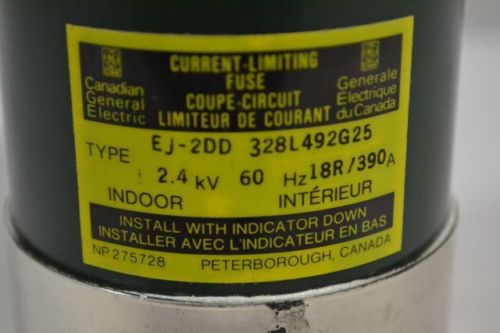 CURRENT-LIMITING
FUSE
COUPE-CIRCUIT
LIMITEUR DE COURANT
Canadian
General
Electric
Generale
Electrique
du Canada
TYPE EJ-2DD 328L492G25
2.4 kV 60 Hz 18R/390A
INDOOR INTÉRIEUR
INSTALL WITH INDICATOR DOWN
INSTALLER AVEC L'INDICATEUR EN BAS
NP 275728 PETERBOROUGH, CANADA